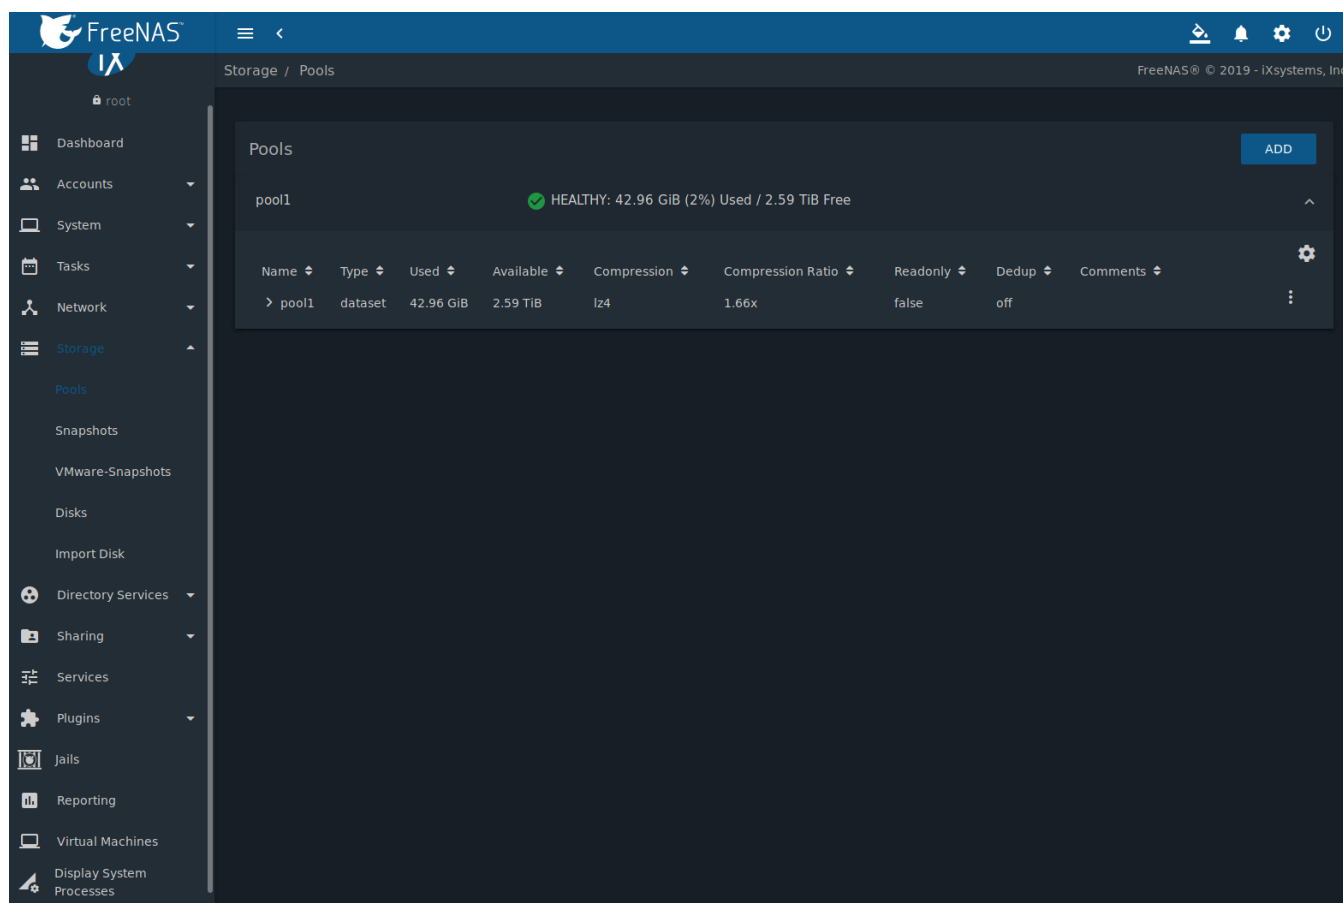 FreeNAS™
Storage / Pools
FreeNAS® © 2019 - iXsystems, Inc
iX
root
Dashboard
Accounts
System
Tasks
Network
Storage
Pools
Snapshots
VMware-Snapshots
Disks
Import Disk
Directory Services
Sharing
Services
Plugins
Jails
Reporting
Virtual Machines
Display System
Processes
Pools
ADD
pool1 HEALTHY: 42.96 GiB (2%) Used / 2.59 TiB Free
Name Type Used Available Compression Compression Ratio Readonly Dedup Comments
pool1 dataset 42.96 GiB 2.59 TiB lz4 1.66x false off